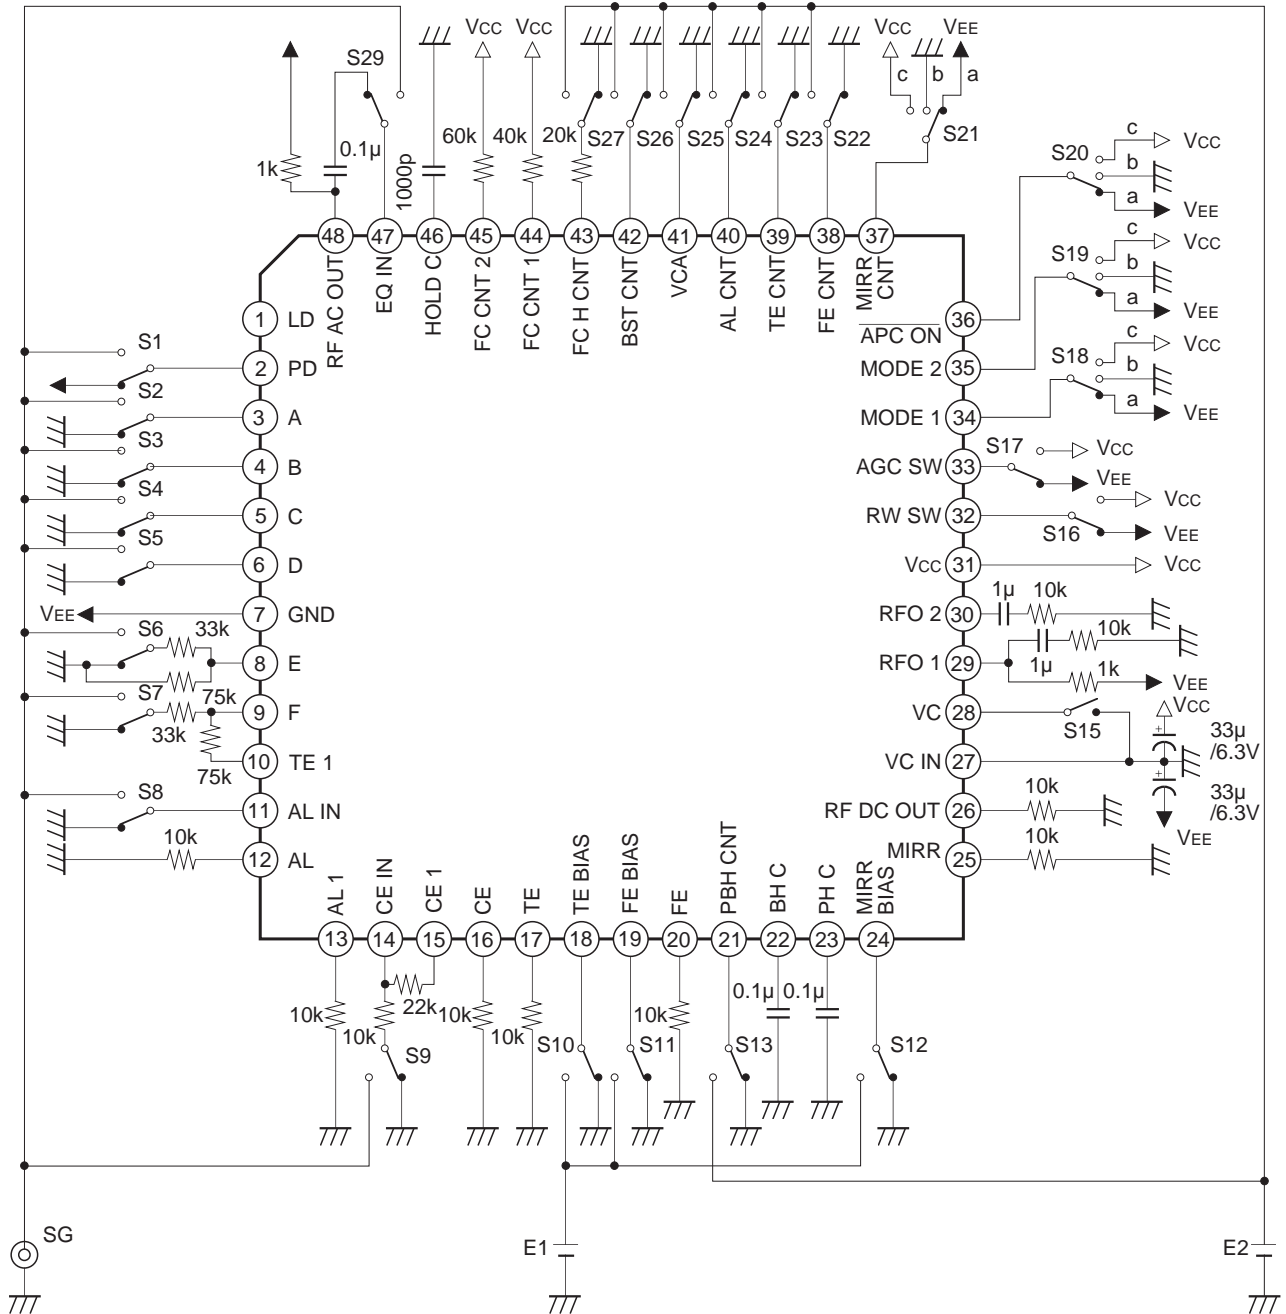 VCC VCC VCC VEE
S29 c b a
S27 S26 S25 S24 S23 S22 S21
1k 0.1µ 1000p 60k 40k 20k
48 47 46 45 44 43 42 41 40 39 38 37
RF AC OUT
EQ IN
HOLD C
FC CNT 2
FC CNT 1
FC H CNT
BST CNT
VCA
AL CNT
TE CNT
FE CNT
MIRR
CNT
S20 c VCC
b
a VEE
S19 c VCC
b
a VEE
S18 c VCC
b
a VEE
S1
1 LD
S2
2 PD
S3
3 A
S4
4 B
S5
5 C
6 D
VEE 7 GND
S6 33k
8 E
S7 75k
33k
9 F
75k
10 TE 1
S8
11 AL IN
10k
12 AL
APC ON 36
MODE 2 35
MODE 1 34
AGC SW 33 S17 VCC
VEE
RW SW 32 S16 VCC
VEE
VCC 31 VCC
RFO 2 30 1µ 10k
RFO 1 29 1µ 10k
1k VEE
VC 28 S15 VCC
33µ
/6.3V
VC IN 27
33µ
/6.3V
VEE
RF DC OUT 26 10k
MIRR 25 10k
AL 1
CE IN
CE 1
CE
TE
TE BIAS
FE BIAS
FE
PBH CNT
BH C
PH C
MIRR
BIAS
13 14 15 16 17 18 19 20 21 22 23 24
10k 10k 22k 10k 10k 10k 0.1µ 0.1µ
S9 S10 S11 S13 S12
SG E1 E2